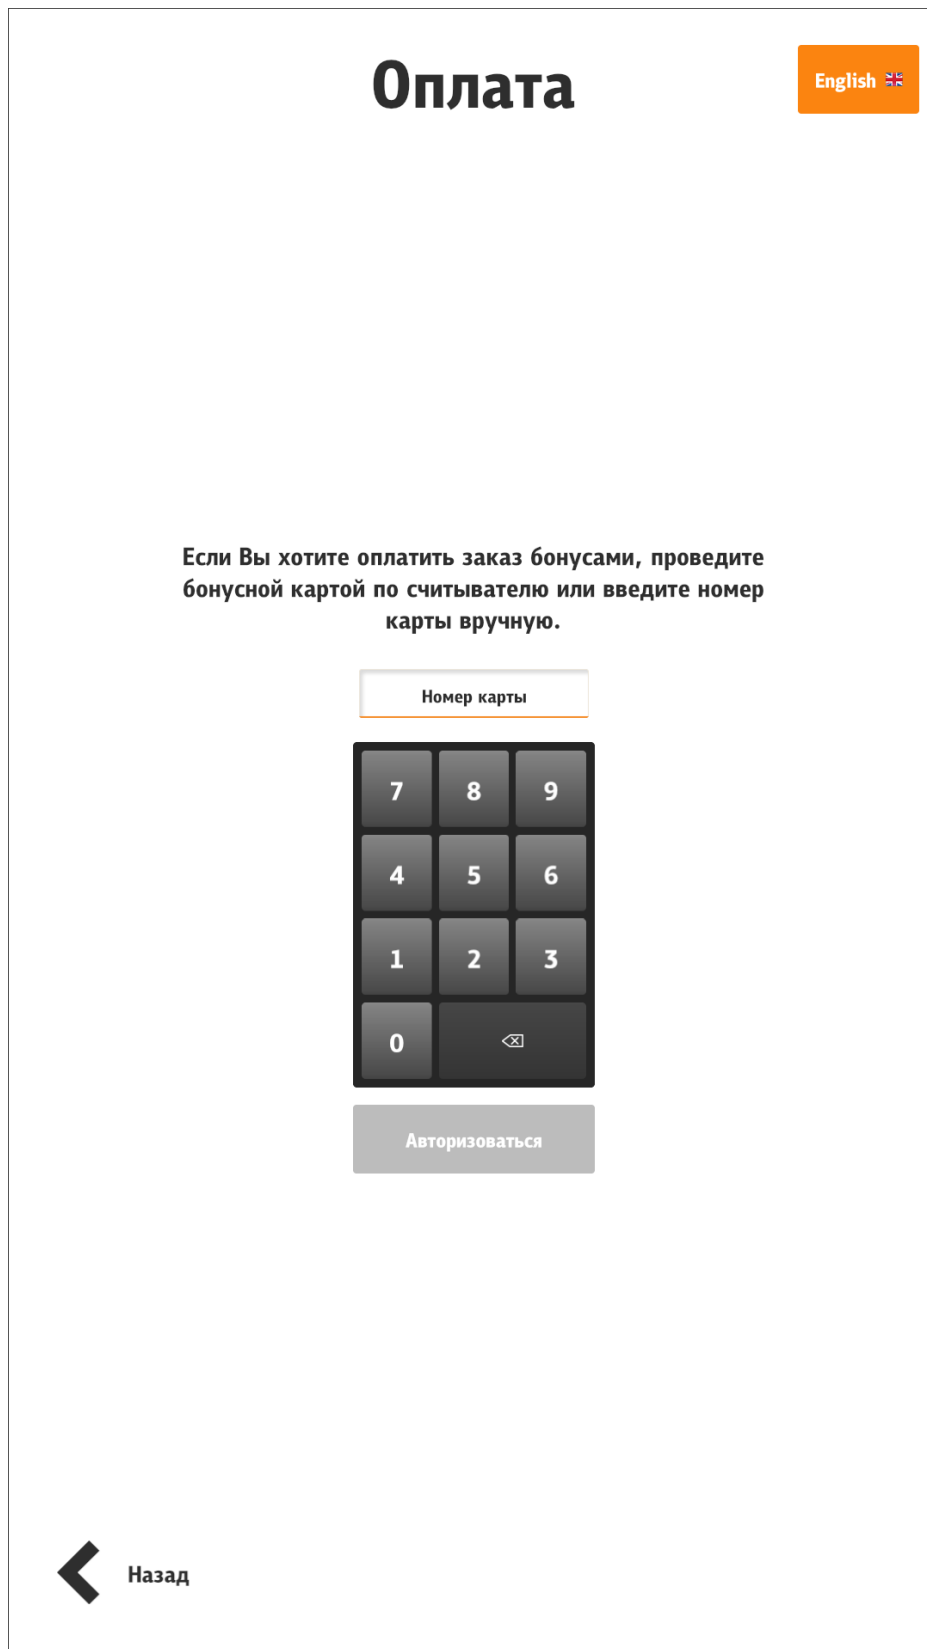 Оплата
English
Если Вы хотите оплатить заказ бонусами, проведите
бонусной картой по считывателю или введите номер
карты вручную.
Номер карты
7 8 9
4 5 6
1 2 3
0
Авторизоваться
Назад